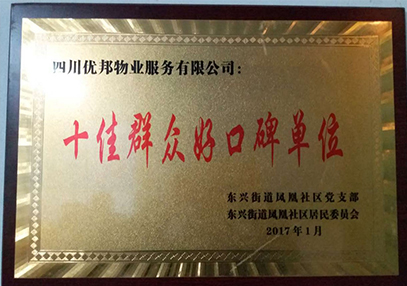 四川优邦物业服务有限公司：
十佳群众好口碑单位
东兴街道凤凰社区党支部
东兴街道凤凰社区居民委员会
2017年1月